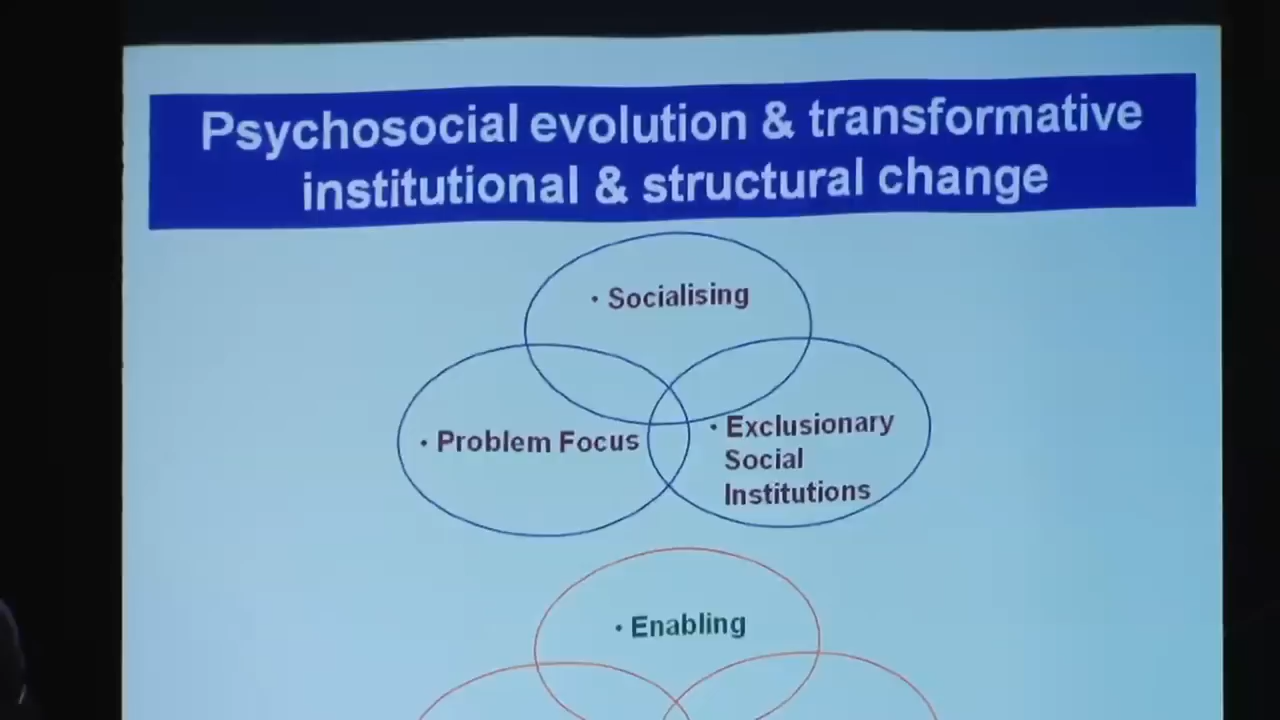 Psychosocial evolution & transformative
institutional & structural change
• Socialising
• Problem Focus
• Exclusionary
Social
Institutions
• Enabling